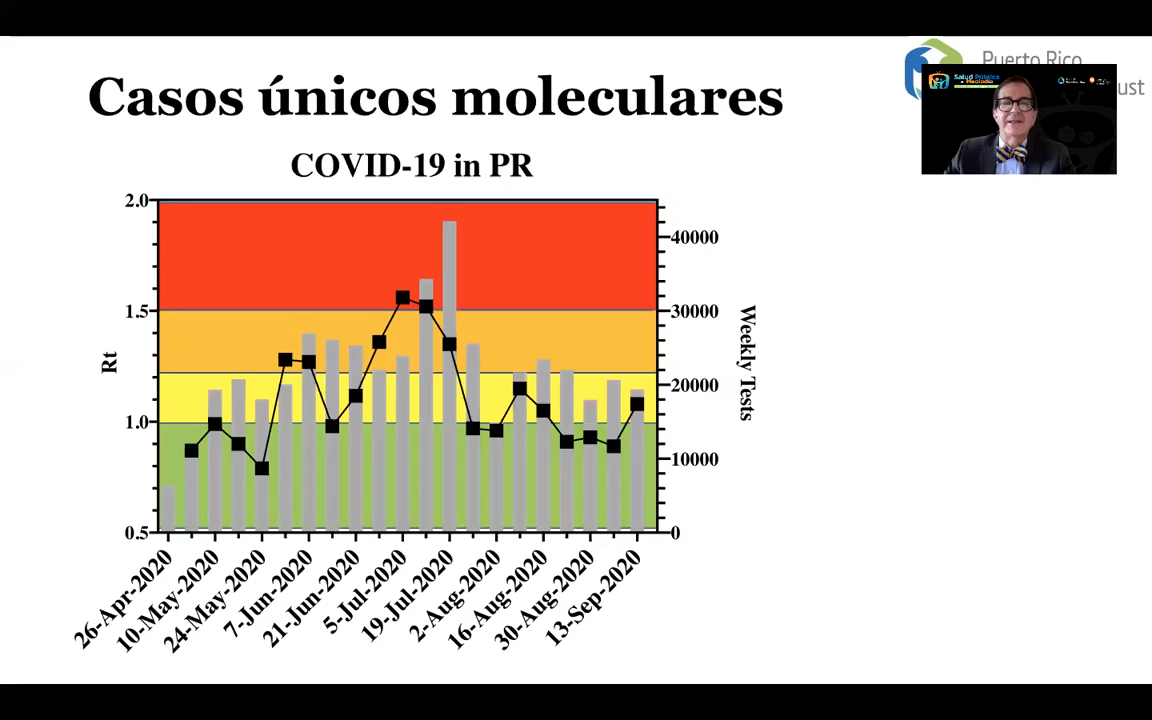 Casos únicos moleculares
Puerto Rico
ust
Salud Pública
COVID-19 in PR
2.0
1.5
1.0
0.5
Rt
40000
30000
20000
10000
0
Weekly Tests
26-Apr-2020
10-May-2020
24-May-2020
7-Jun-2020
21-Jun-2020
5-Jul-2020
19-Jul-2020
2-Aug-2020
16-Aug-2020
30-Aug-2020
13-Sep-2020